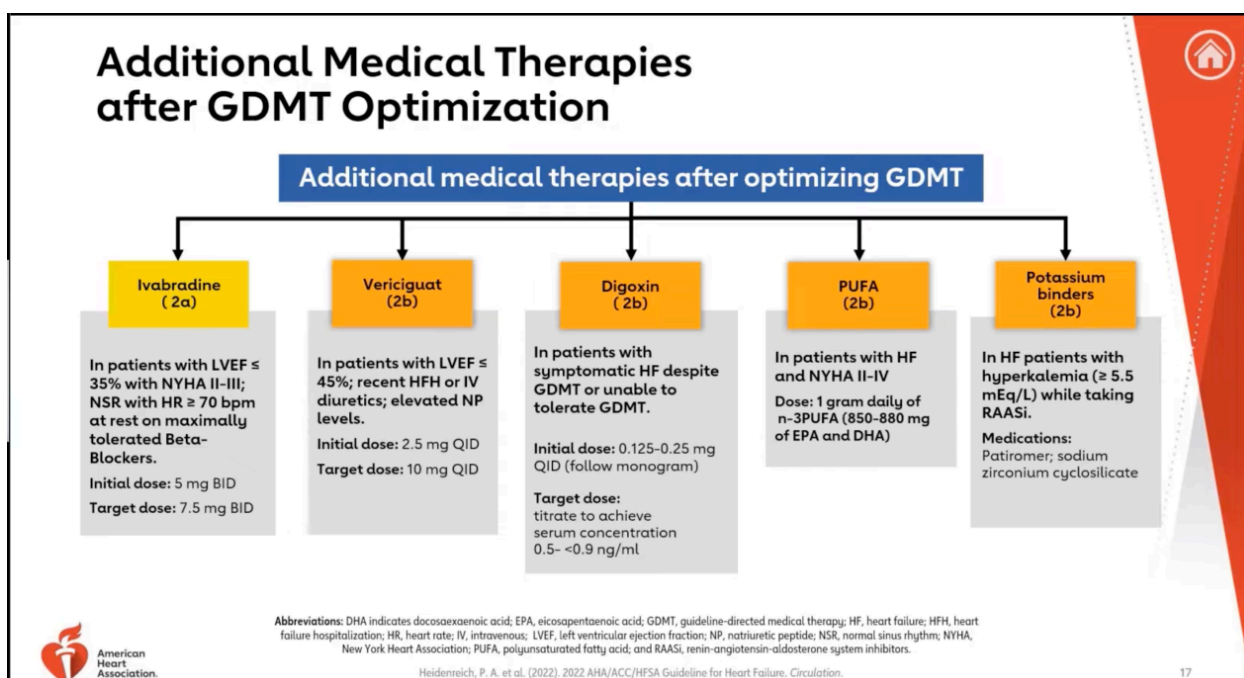 Additional Medical Therapies
after GDMT Optimization
Additional medical therapies after optimizing GDMT
Ivabradine
( 2a)
In patients with LVEF ≤
35% with NYHA II-III;
NSR with HR ≥ 70 bpm
at rest on maximally
tolerated Beta-
Blockers.
Initial dose: 5 mg BID
Target dose: 7.5 mg BID
Vericiguat
(2b)
In patients with LVEF ≤
45%; recent HFH or IV
diuretics; elevated NP
levels.
Initial dose: 2.5 mg QID
Target dose: 10 mg QID
Digoxin
( 2b)
In patients with
symptomatic HF despite
GDMT or unable to
tolerate GDMT.
Initial dose: 0.125-0.25 mg
QID (follow monogram)
Target dose:
titrate to achieve
serum concentration
0.5- <0.9 ng/ml
PUFA
(2b)
In patients with HF
and NYHA II-IV
Dose: 1 gram daily of
n-3PUFA (850-880 mg
of EPA and DHA)
Potassium
binders
(2b)
In HF patients with
hyperkalemia (≥ 5.5
mEq/L) while taking
RAASi.
Medications:
Patiromer; sodium
zirconium cyclosilicate
Abbreviations: DHA indicates docosaexaenoic acid; EPA, eicosapentaenoic acid; GDMT, guideline-directed medical therapy; HF, heart failure; HFH, heart
failure hospitalization; HR, heart rate; IV, intravenous; LVEF, left ventricular ejection fraction; NP, natriuretic peptide; NSR, normal sinus rhythm; NYHA,
New York Heart Association; PUFA, polyunsaturated fatty acid; and RAASi, renin-angiotensin-aldosterone system inhibitors.
American
Heart
Association.
Heidenreich, P. A. et al. (2022). 2022 AHA/ACC/HFSA Guideline for Heart Failure. Circulation.
17